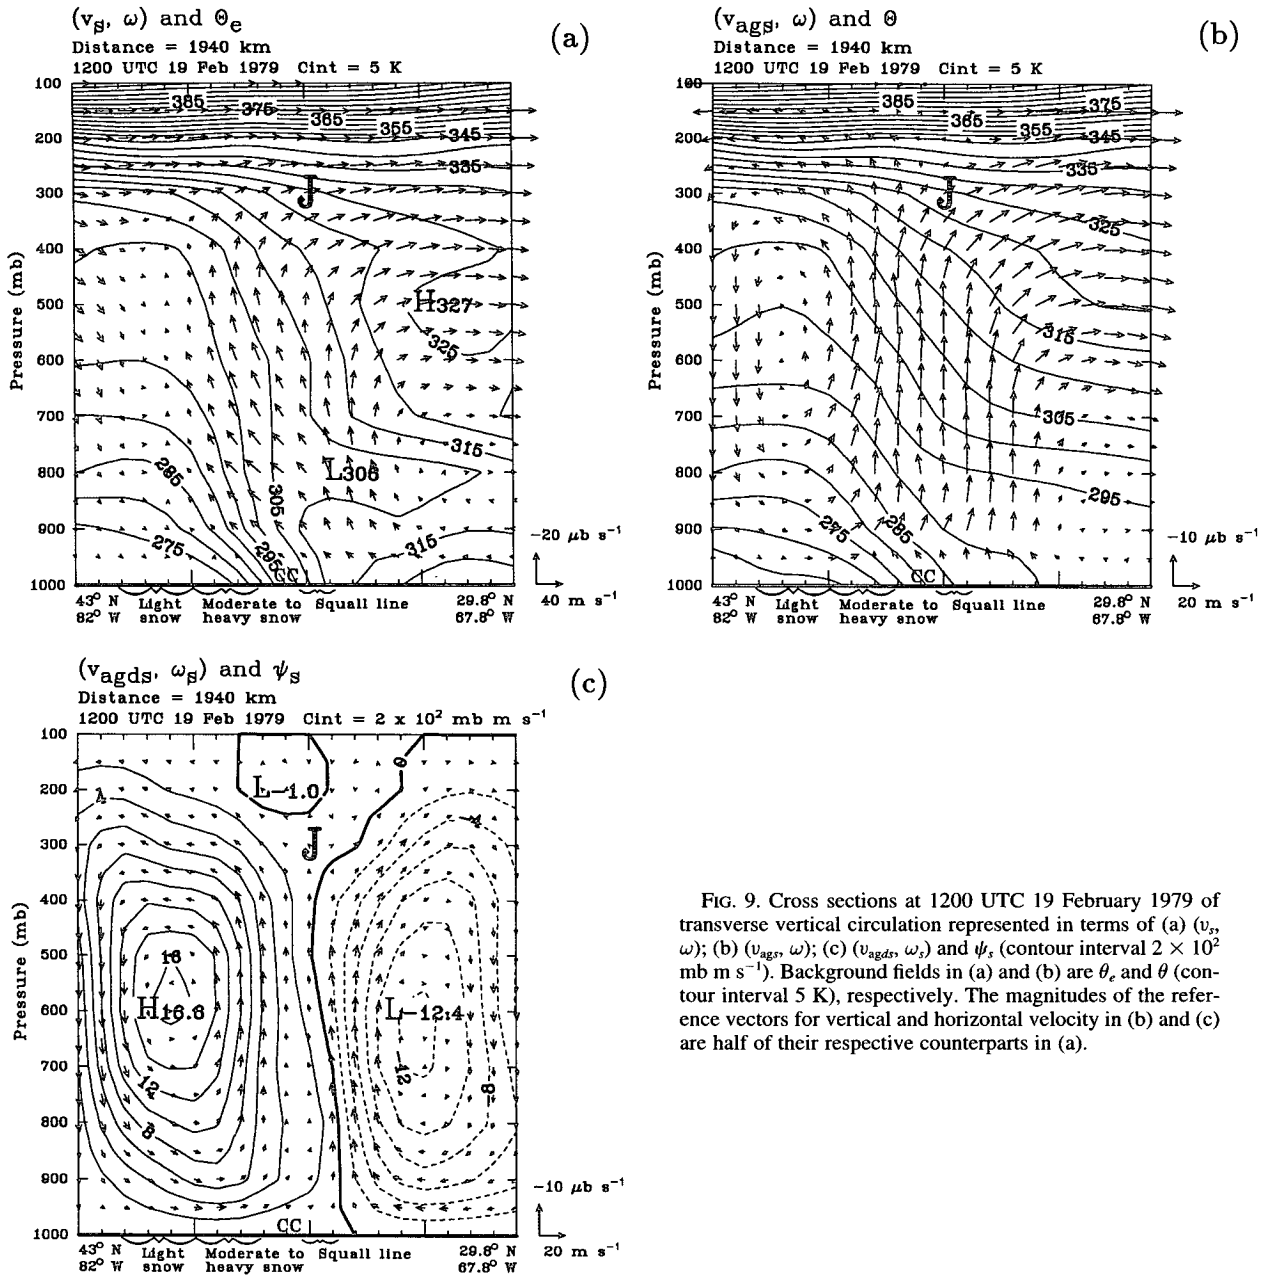 (vₛ, ω) and Θₑ
Distance = 1940 km
1200 UTC 19 Feb 1979 Cint = 5 K
(a)
100
200
300
400
500
600
700
800
900
1000
Pressure (mb)
385
375
365
355
345
335
J
H327
325
315
L306
285
305
275
295
315
CC
43° N
82° W
Light
snow
Moderate to
heavy snow
Squall line
29.8° N
67.8° W
-20 μb s⁻¹
40 m s⁻¹
(v_ags, ω) and Θ
Distance = 1940 km
1200 UTC 19 Feb 1979 Cint = 5 K
(b)
100
200
300
400
500
600
700
800
900
1000
Pressure (mb)
385
375
365
355
345
335
J
325
315
305
295
275
285
CC
43° N
82° W
Light
snow
Moderate to
heavy snow
Squall line
29.8° N
67.8° W
-10 μb s⁻¹
20 m s⁻¹
(v_agds, ωₛ) and ψₛ
Distance = 1940 km
1200 UTC 19 Feb 1979 Cint = 2 x 10² mb m s⁻¹
(c)
100
200
300
400
500
600
700
800
900
1000
Pressure (mb)
L-1.0
0
J
16
H16.6
L-12.4
12
12
8
8
CC
43° N
82° W
Light
snow
Moderate to
heavy snow
Squall line
29.8° N
67.8° W
-10 μb s⁻¹
20 m s⁻¹
FIG. 9. Cross sections at 1200 UTC 19 February 1979 of
transverse vertical circulation represented in terms of (a) (vₛ,
ω); (b) (v_ags, ω); (c) (v_agds, ωₛ) and ψₛ (contour interval 2 × 10²
mb m s⁻¹). Background fields in (a) and (b) are θₑ and θ (con-
tour interval 5 K), respectively. The magnitudes of the refer-
ence vectors for vertical and horizontal velocity in (b) and (c)
are half of their respective counterparts in (a).